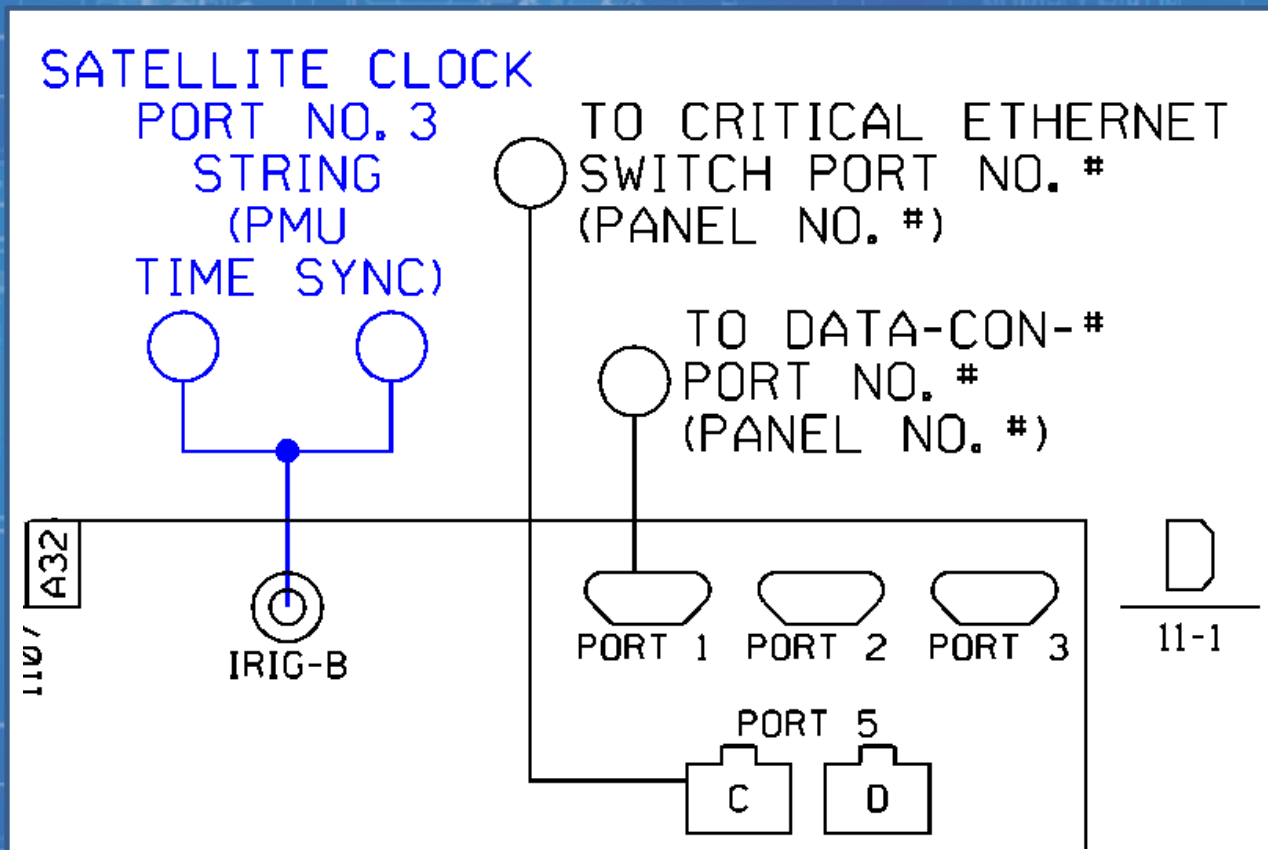 SATELLITE CLOCK
PORT NO. 3
STRING
(PMU
TIME SYNC)
TO CRITICAL ETHERNET
SWITCH PORT NO. #
(PANEL NO. #)
TO DATA-CON-#
PORT NO. #
(PANEL NO. #)
A32
IRIG-B
PORT 1
PORT 2
PORT 3
11-1
PORT 5
C
D